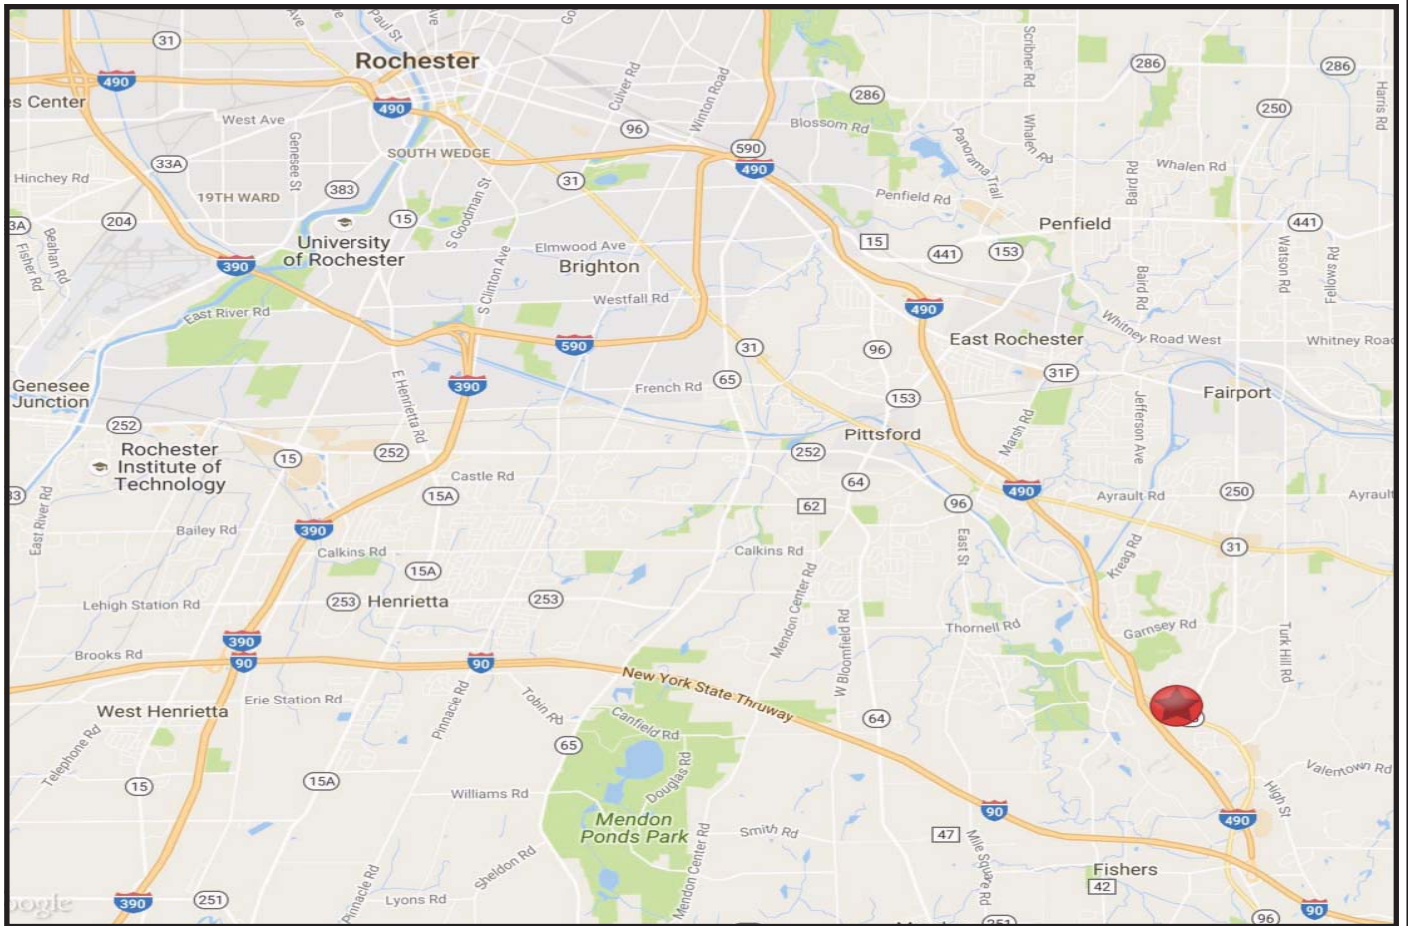 Paul St
Ave
31
Rochester
286
286
Scribner Rd
490
es Center
490
Culver Rd
Winton Road
286
250
Harris Rd
West Ave
96
Blossom Rd
Whalen Rd
Genesee St
SOUTH WEDGE
590
490
Panorama Trail
33A
Whalen Rd
Baird Rd
Hinchey Rd
383
31
19TH WARD
S Goodman St
Penfield Rd
3A
204
15
Penfield
441
University
of Rochester
Beahan Rd
Fisher Rd
Elmwood Ave
Brighton
15
441
153
Watson Rd
Fellows Rd
390
S Clinton Ave
Baird Rd
Westfall Rd
490
East River Rd
590
31
96
East Rochester
Whitney Road West
Whitney Road
Genesee
Junction
390
E Henrietta Rd
French Rd
65
31F
Fairport
153
Jefferson Ave
252
Pittsford
Marsh Rd
Rochester
Institute of
Technology
15
252
252
Castle Rd
64
490
250
15A
62
96
Ayrault Rd
Ayrault
East River Rd
Bailey Rd
390
Calkins Rd
Calkins Rd
East St
Kreag Rd
31
15A
Lehigh Station Rd
253
Henrietta
253
Mendon Center Rd
W Bloomfield Rd
Thornell Rd
Garnsey Rd
Turk Hill Rd
390
Brooks Rd
90
90
New York State Thruway
West Henrietta
Erie Station Rd
Pinnacle Rd
Tobin Rd
Canfield Rd
64
Telephone Rd
65
Douglas Rd
Valentown Rd
15
15A
Williams Rd
High St
90
490
Mendon
Ponds Park
Smith Rd
47
Mile Square Rd
Mendon Center Rd
Sheldon Rd
Fishers
42
Pinnacle Rd
390
251
Lyons Rd
90
96
251
oogle